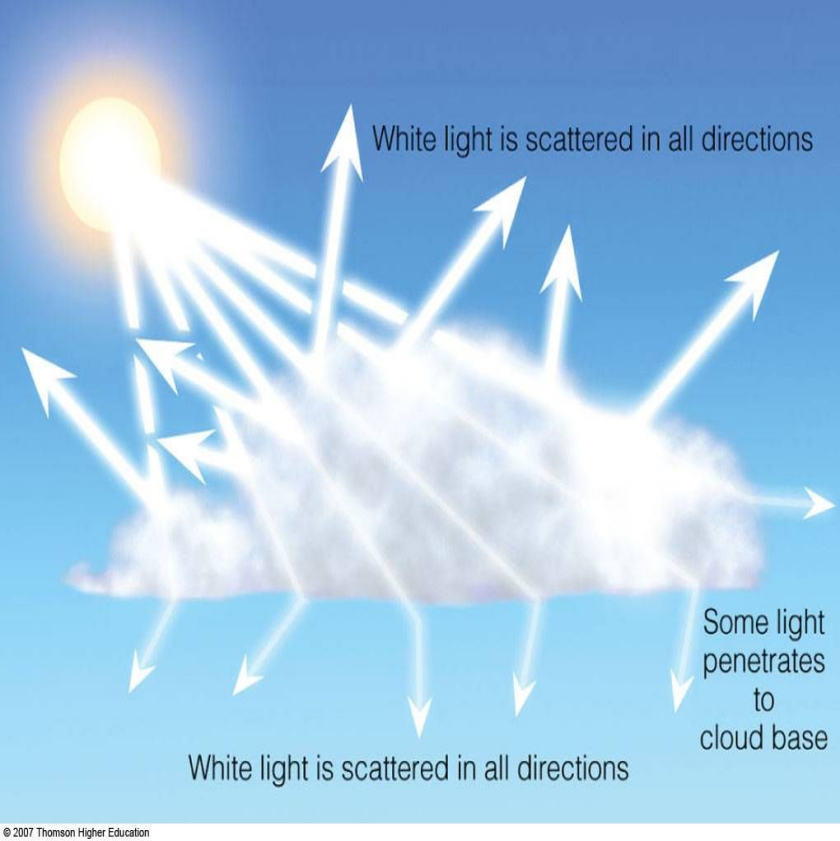 White light is scattered in all directions
Some light
penetrates
to
cloud base
White light is scattered in all directions
© 2007 Thomson Higher Education